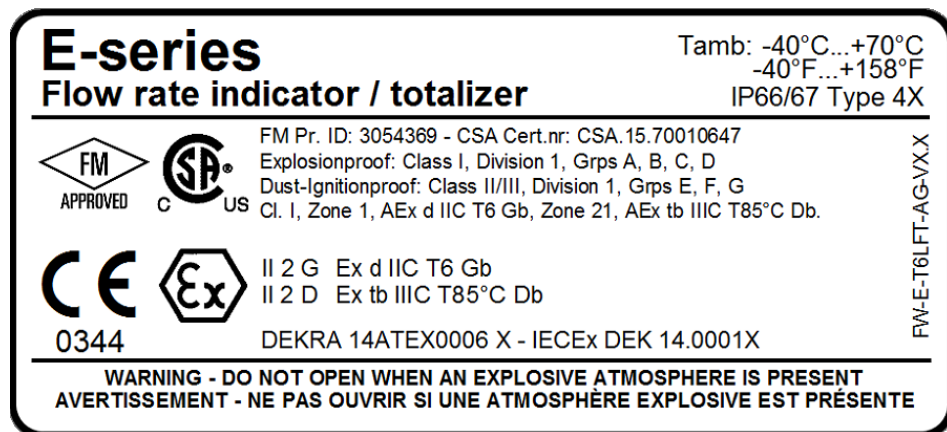 E-series
Flow rate indicator / totalizer
Tamb: -40°C...+70°C
-40°F...+158°F
IP66/67 Type 4X
FM
APPROVED
SA
C US
FM Pr. ID: 3054369 - CSA Cert.nr: CSA.15.70010647
Explosionproof: Class I, Division 1, Grps A, B, C, D
Dust-Ignitionproof: Class II/III, Division 1, Grps E, F, G
Cl. I, Zone 1, AEx d IIC T6 Gb, Zone 21, AEx tb IIIC T85°C Db.
FW-E-T6LFT-AG-VX.X
CE
0344
Ex
II 2 G Ex d IIC T6 Gb
II 2 D Ex tb IIIC T85°C Db
DEKRA 14ATEX0006 X - IECEx DEK 14.0001X
WARNING - DO NOT OPEN WHEN AN EXPLOSIVE ATMOSPHERE IS PRESENT
AVERTISSEMENT - NE PAS OUVRIR SI UNE ATMOSPHÈRE EXPLOSIVE EST PRÉSENTE